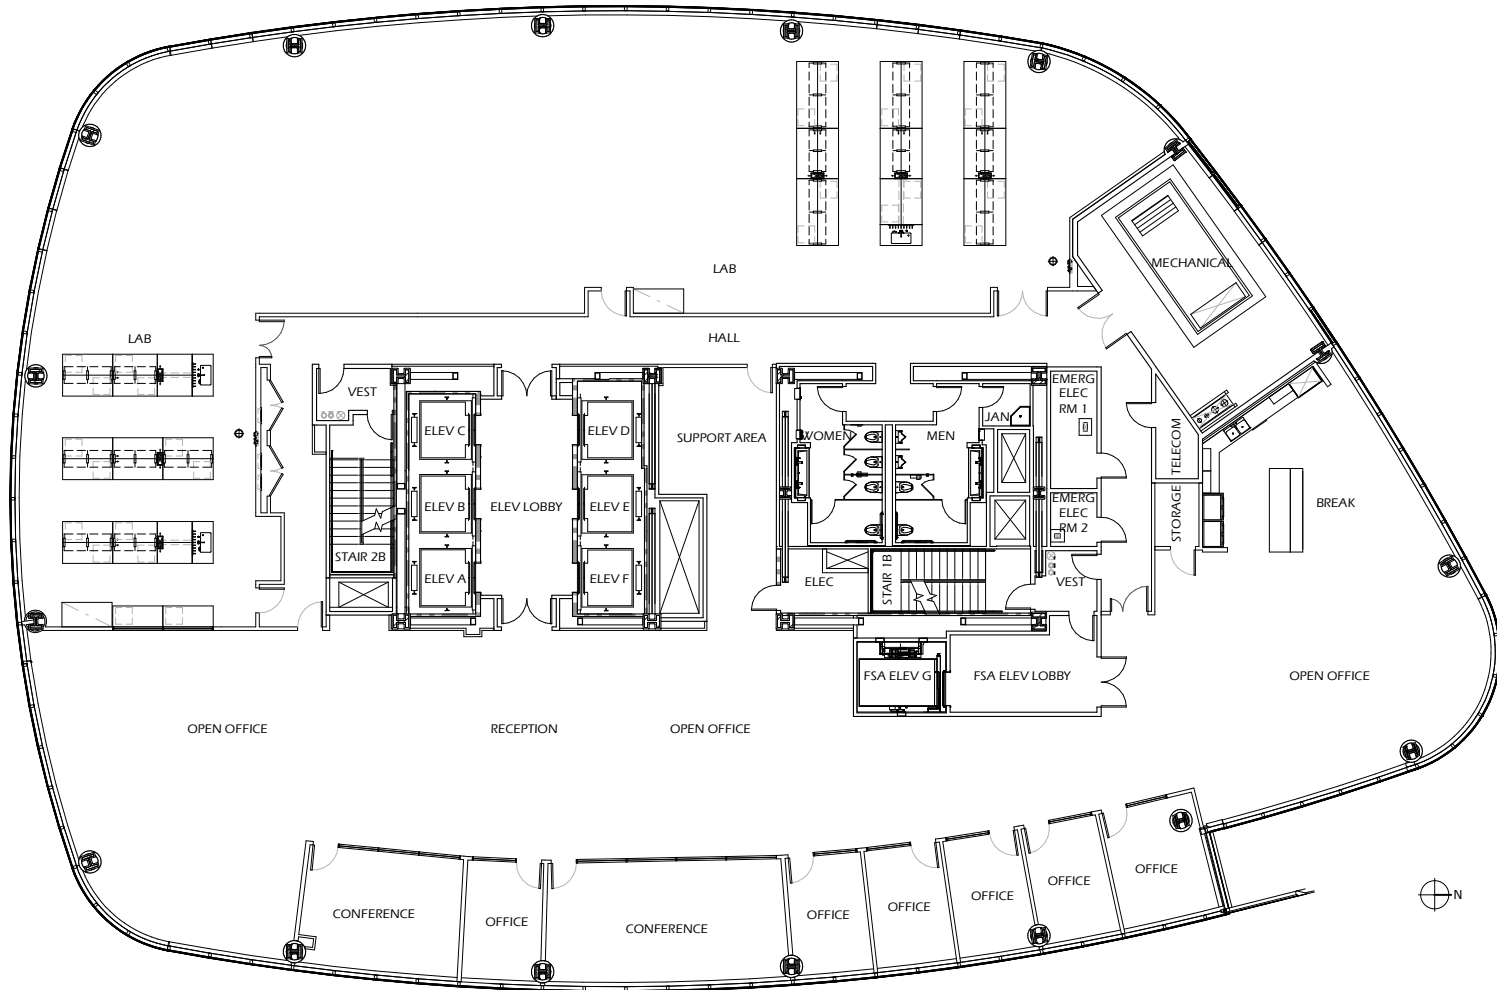 MECHANICAL
LAB
LAB
HALL
VEST
EMERG
ELEC
RM 1
ELEV C
ELEV D
SUPPORT AREA
WOMEN
MEN
JAN
TELECOM
ELEV B
ELEV LOBBY
ELEV E
EMERG
ELEC
RM 2
STORAGE
BREAK
STAIR 2B
ELEV A
ELEV F
ELEC
STAIR 1B
VEST
FSA ELEV G
FSA ELEV LOBBY
OPEN OFFICE
OPEN OFFICE
RECEPTION
OPEN OFFICE
CONFERENCE
OFFICE
CONFERENCE
OFFICE
OFFICE
OFFICE
OFFICE
OFFICE
N